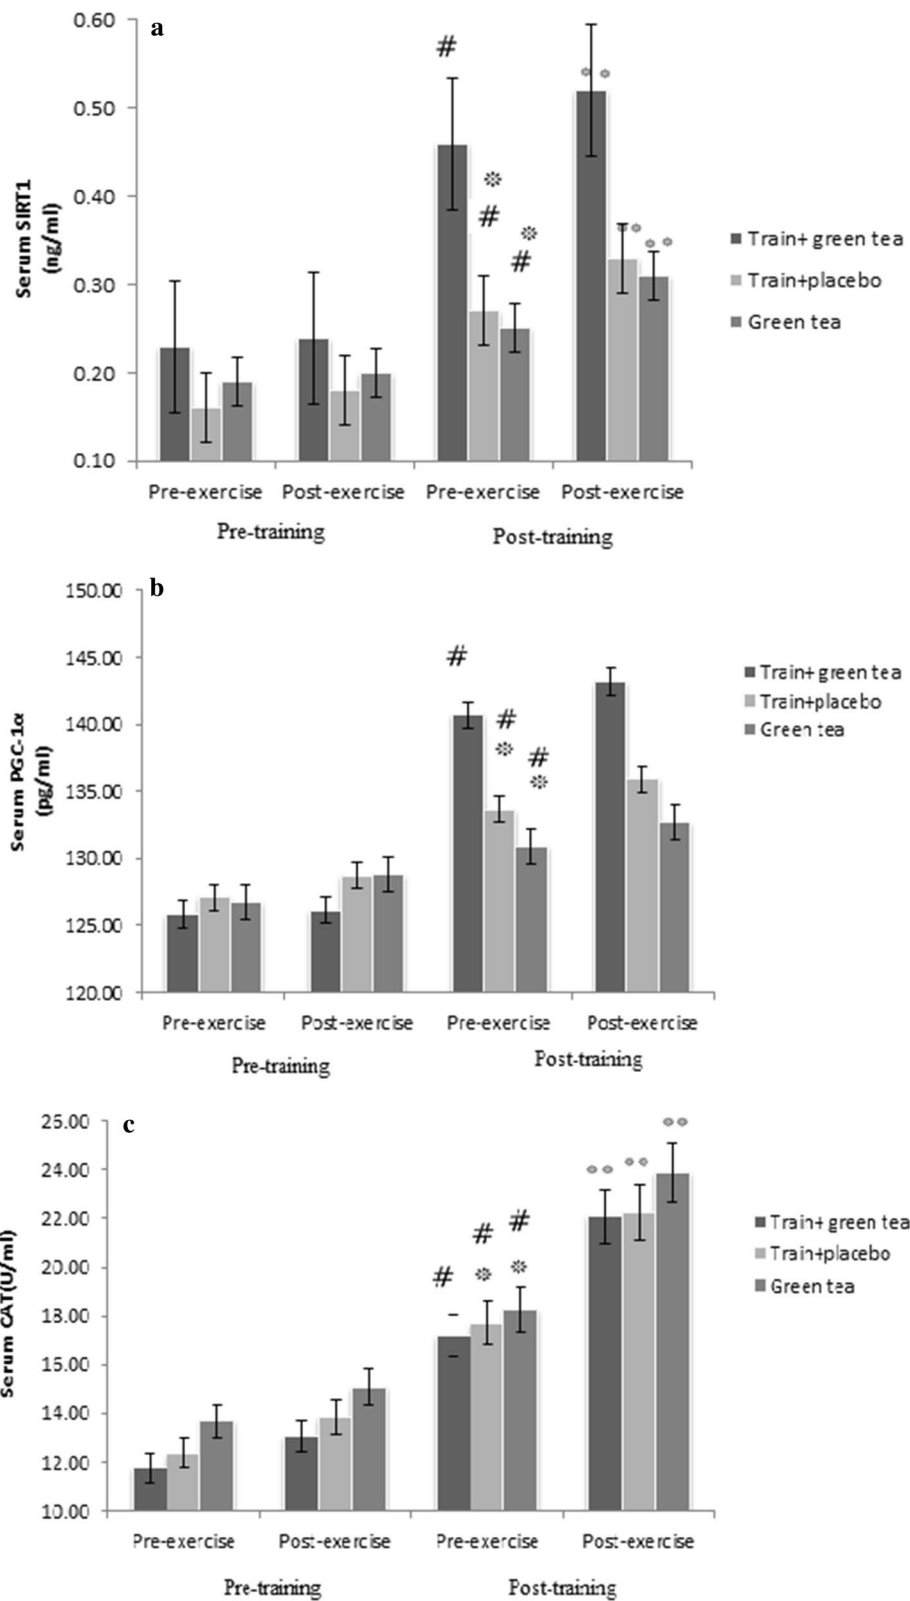 a
0.60
0.50
0.40
0.30
0.20
0.10
Serum SIRT1
(ng/ml)
#
※
#
※
#
Train+ green tea
Train+placebo
Green tea
Pre-exercise Post-exercise Pre-exercise Post-exercise
Pre-training Post-training
b
150.00
145.00
140.00
135.00
130.00
125.00
120.00
Serum PGC-1α
(pg/ml)
#
#
※
#
※
Train+ green tea
Train+placebo
Green tea
Pre-exercise Post-exercise Pre-exercise Post-exercise
Pre-training Post-training
c
25.00
24.00
22.00
20.00
18.00
15.00
14.00
12.00
10.00
Serum CAT(U/ml)
# # #
※ ※
Train+ green tea
Train+placebo
Green tea
Pre-exercise Post-exercise Pre-exercise Post-exercise
Pre-training Post-training